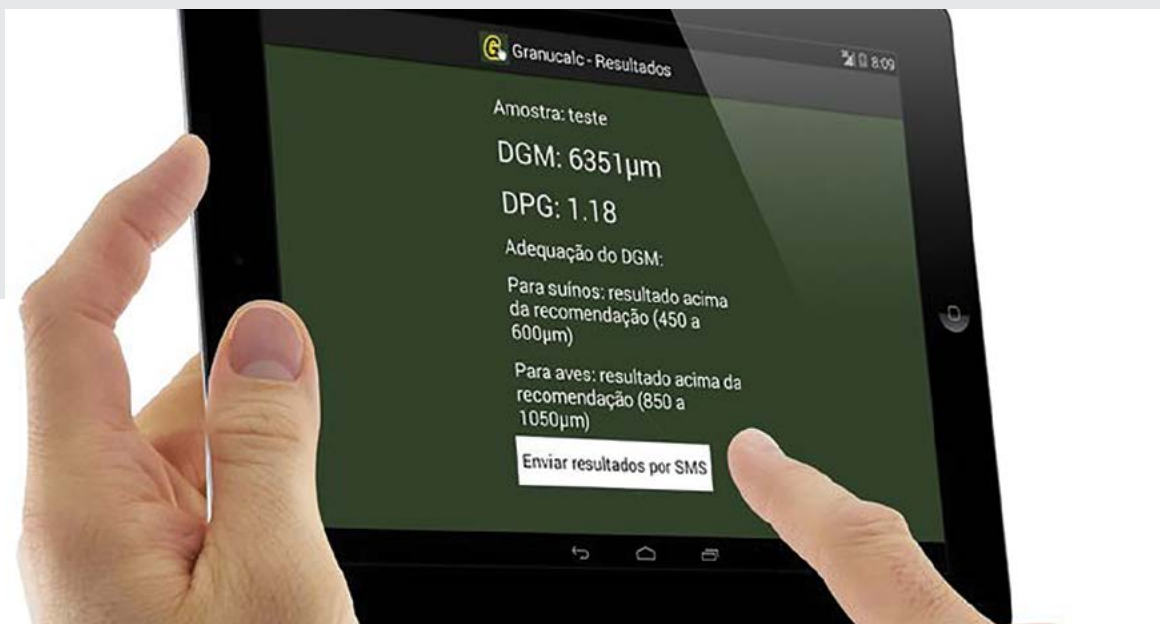 Granucalc - Resultados
8:09
Amostra: teste
DGM: 6351µm
DPG: 1.18
Adequação do DGM:
Para suínos: resultado acima
da recomendação (450 a
600µm)
Para aves: resultado acima da
recomendação (850 a
1050µm)
Enviar resultados por SMS